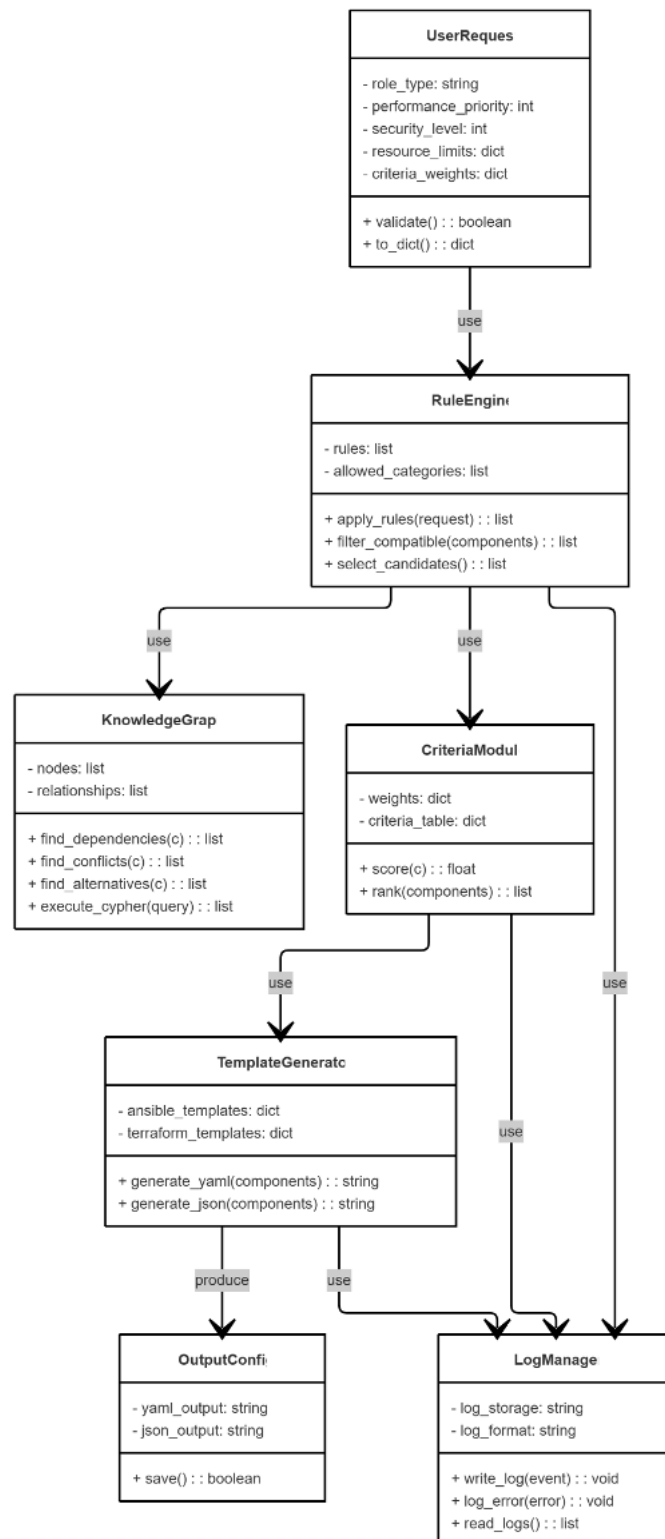 UserReques
- role_type: string
- performance_priority: int
- security_level: int
- resource_limits: dict
- criteria_weights: dict
+ validate() : : boolean
+ to_dict() : : dict
use
RuleEngine
- rules: list
- allowed_categories: list
+ apply_rules(request) : : list
+ filter_compatible(components) : : list
+ select_candidates() : : list
use
use
KnowledgeGrap
- nodes: list
- relationships: list
+ find_dependencies(c) : : list
+ find_conflicts(c) : : list
+ find_alternatives(c) : : list
+ execute_cypher(query) : : list
CriteriaModul
- weights: dict
- criteria_table: dict
+ score(c) : : float
+ rank(components) : : list
use
use
TemplateGenerato
- ansible_templates: dict
- terraform_templates: dict
+ generate_yaml(components) : : string
+ generate_json(components) : : string
use
produce
use
OutputConfi
- yaml_output: string
- json_output: string
+ save() : : boolean
LogManage
- log_storage: string
- log_format: string
+ write_log(event) : : void
+ log_error(error) : : void
+ read_logs() : : list